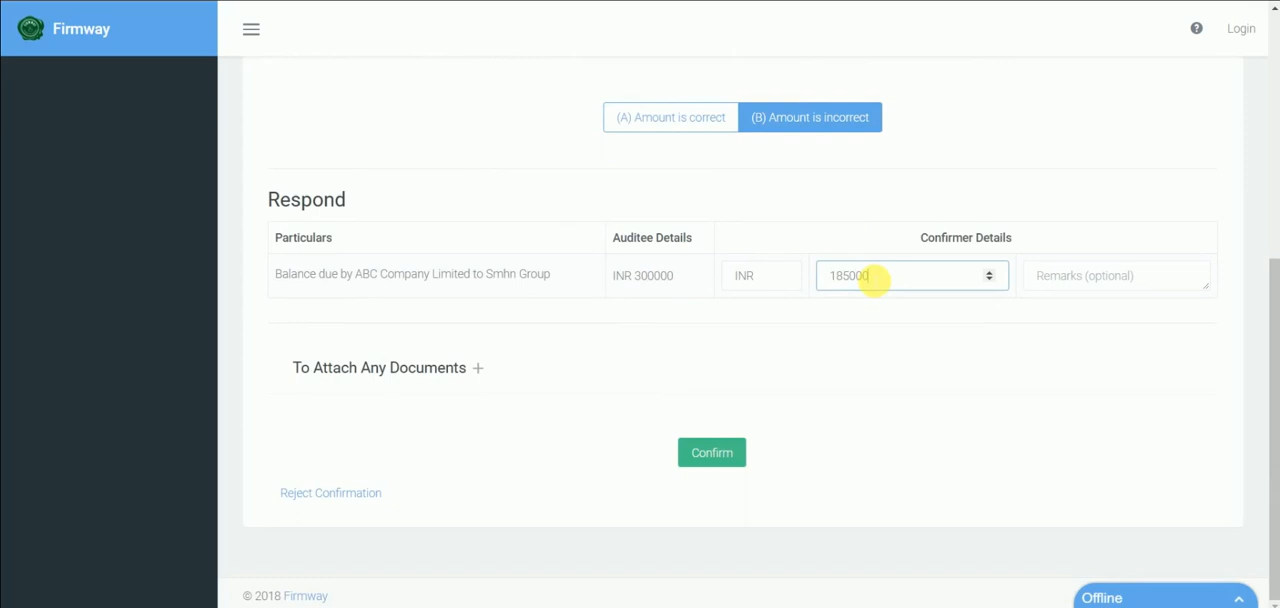 Firmway
Login
(A) Amount is correct
(B) Amount is incorrect
Respond
Particulars
Auditee Details
Confirmer Details
Balance due by ABC Company Limited to Smhn Group
INR 300000
INR
185000
Remarks (optional)
To Attach Any Documents +
Confirm
Reject Confirmation
© 2018 Firmway
Offline